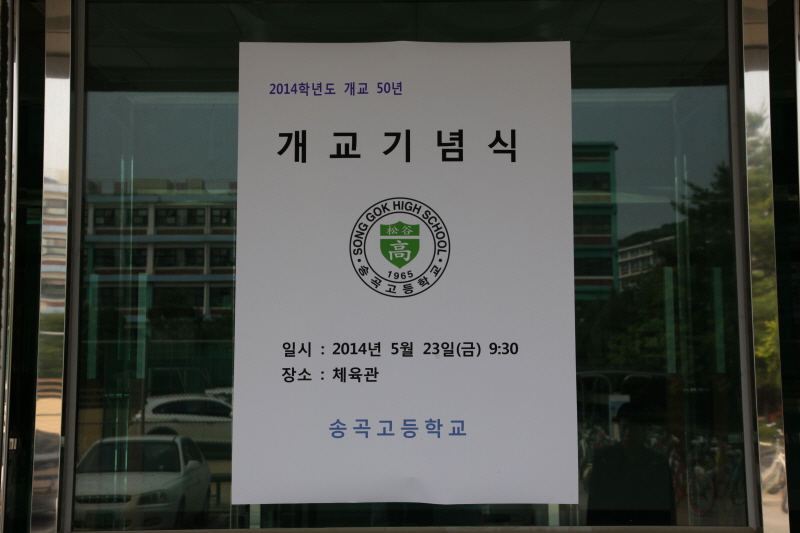 2014학년도 개교 50년
개교기념식
SONG GOK HIGH SCHOOL
松谷
高
1965
송곡고등학교
일시 : 2014년 5월 23일(금) 9:30
장소 : 체육관
송곡고등학교